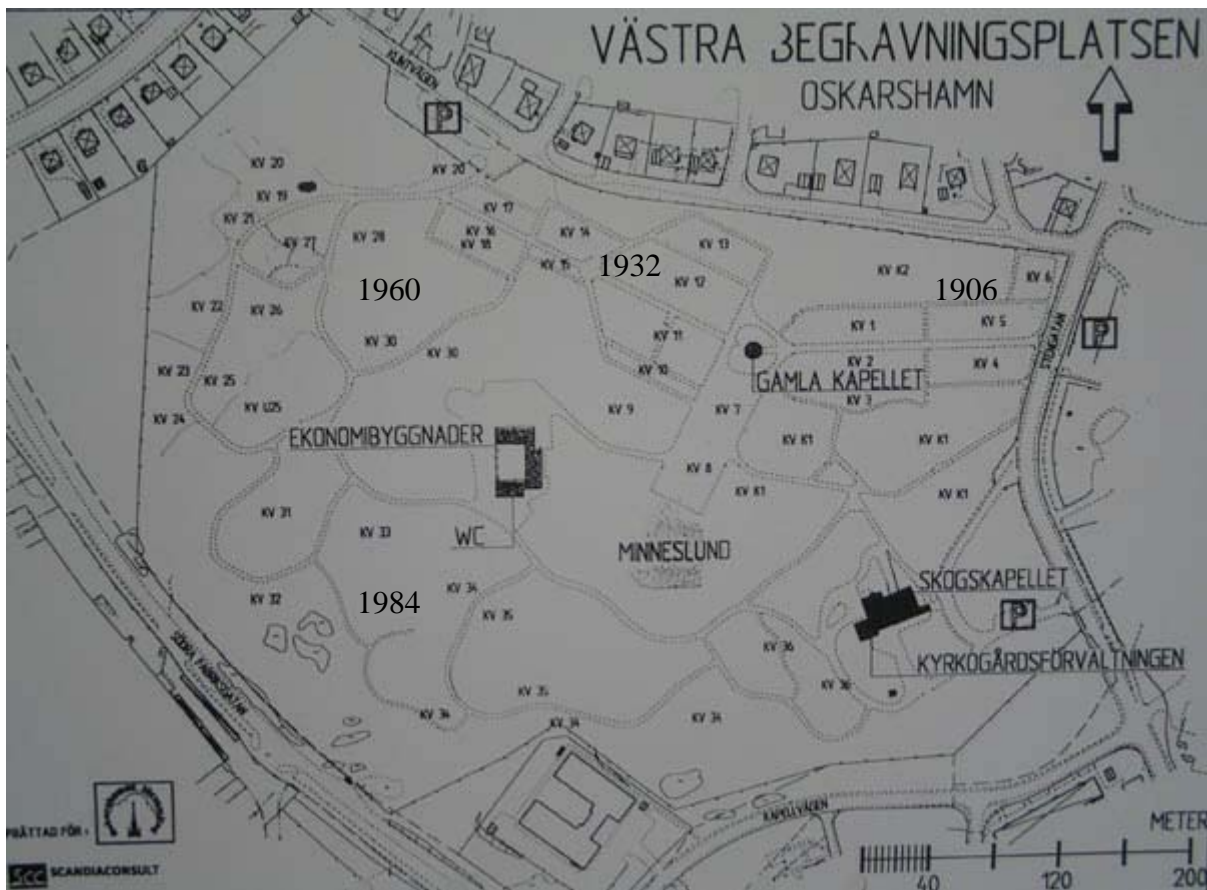 VÄSTRA BEGRAVNINGSPLATSEN
OSKARSHAMN
P
KV 20
KV 20
KV 19
KV 21
KV 27
KV 28
KV 17
KV 16
KV 18
KV 14
KV 15
KV 13
KV 12
KV K2
KV 6
1960
1932
1906
KV 22
KV 26
KV 30
KV 30
KV 11
KV 10
KV 1
KV 5
KV 2
KV 4
STOGATAN
P
GAMLA KAPELLET
KV 23
KV 25
KV 24
KV U25
KV 9
KV 7
KV 3
KV K1
KV K1
EKONOMIBYGGNADER
KV 8
KV K1
KV K1
KV 31
KV 33
WC
MINNESLUND
KV 32
1984
KV 34
KV 35
SKOGSKAPELLET
P
KV 36
KV 36
KYRKOGÅRDSFÖRVALTNINGEN
SÖDRA FABRIKSGATAN
KV 35
KV 34
KV 34
KV 34
KAPELLVÄGEN
METER
SCC SCANDIACONSULT
40 120 200